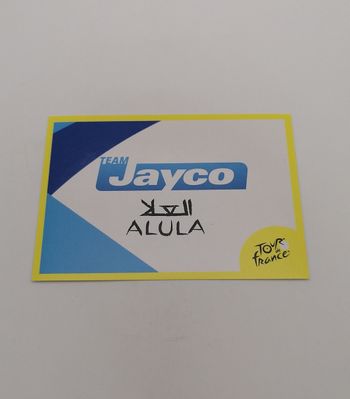 TEAM
Jayco
العلا
ALULA
TOUR
de
france